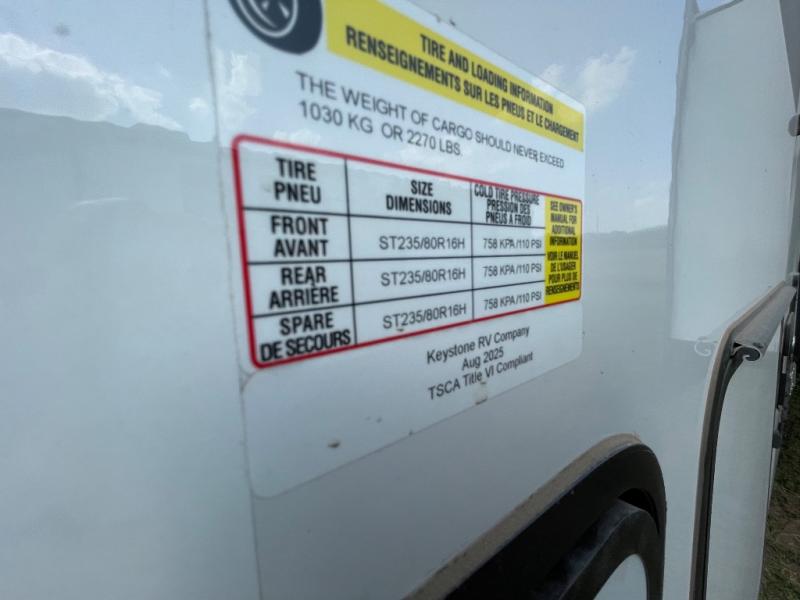 TIRE AND LOADING INFORMATION
RENSEIGNEMENTS SUR LES PNEUS ET LE CHARGEMENT
THE WEIGHT OF CARGO SHOULD NEVER EXCEED
1030 KG OR 2270 LBS.
TIRE
PNEU
SIZE
DIMENSIONS
COLD TIRE PRESSURE
PRESSION DES
PNEUS A FROID
SEE OWNER'S
MANUAL FOR
ADDITIONAL
INFORMATION
VOIR LE MANUEL
DE L'USAGER
POUR PLUS DE
RENSEIGNEMENTS
FRONT
AVANT
ST235/80R16H
758 KPA/110 PSI
REAR
ARRIÈRE
ST235/80R16H
758 KPA/110 PSI
SPARE
DE SECOURS
ST235/80R16H
758 KPA/110 PSI
Keystone RV Company
Aug 2025
TSCA Title VI Compliant